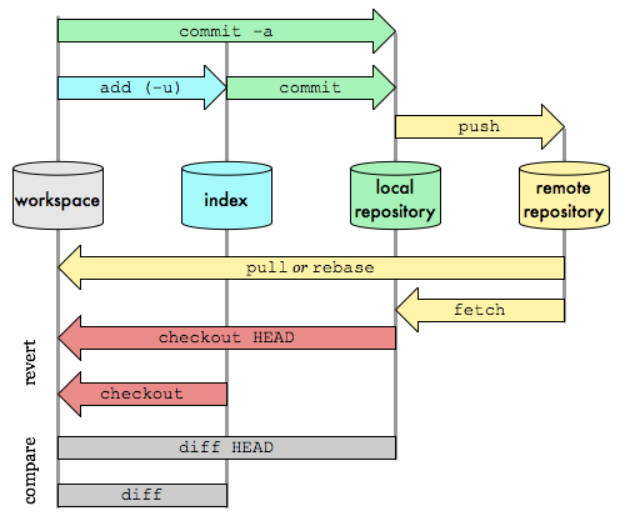 commit -a
add (-u)
commit
push
workspace
index
local
repository
remote
repository
pull or rebase
fetch
revert
checkout HEAD
checkout
compare
diff HEAD
diff